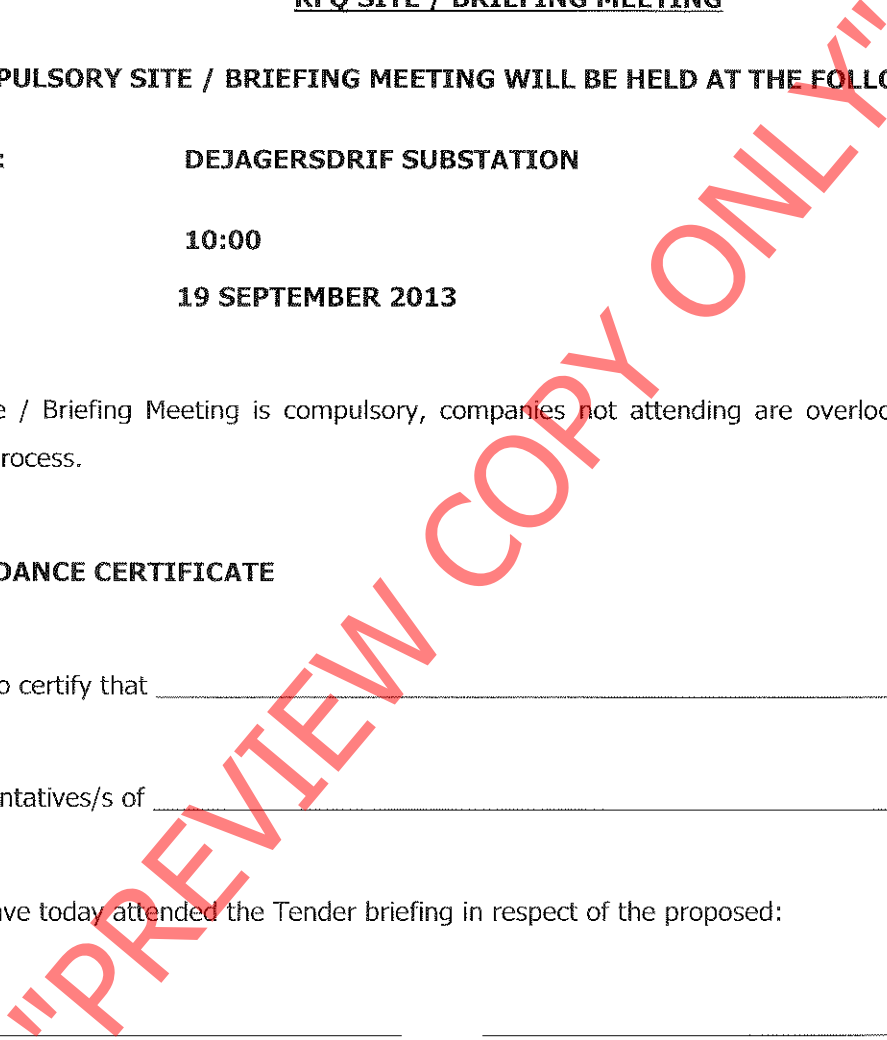 RFQ SITE / BRIEFING MEETING
PULSORY SITE / BRIEFING MEETING WILL BE HELD AT THE FOLLO
: DEJAGERSDRIF SUBSTATION
10:00
19 SEPTEMBER 2013
e / Briefing Meeting is compulsory, companies not attending are overloo
rocess.
DANCE CERTIFICATE
o certify that
ntatives/s of
ave today attended the Tender briefing in respect of the proposed:
"PREVIEW COPY ONLY"